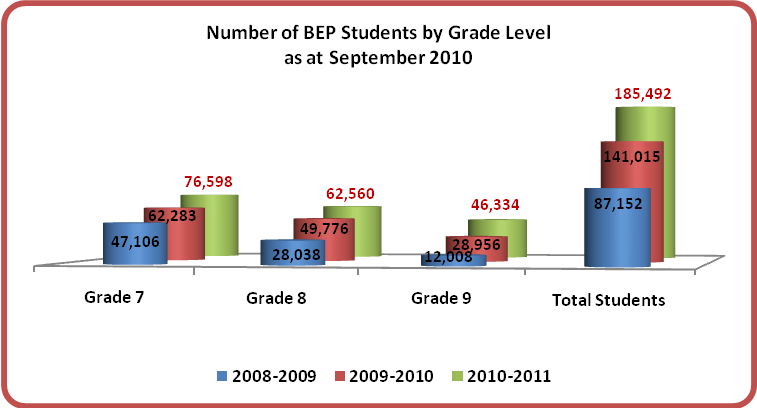 Number of BEP Students by Grade Level
as at September 2010
185,492
141,015
87,152
76,598
62,283
47,106
62,560
49,776
28,038
46,334
28,956
12,008
Grade 7
Grade 8
Grade 9
Total Students
2008-2009
2009-2010
2010-2011